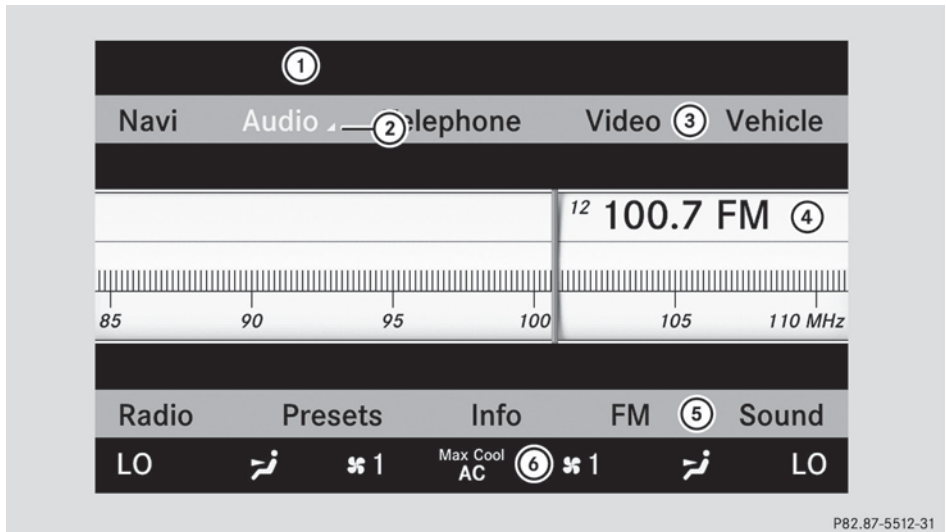 1
Navi Audio 2 elephone Video 3 Vehicle
12 100.7 FM 4
85 90 95 100 105 110 MHz
Radio Presets Info FM 5 Sound
LO 1 Max Cool AC 6 1 LO
P82.87-5512-31